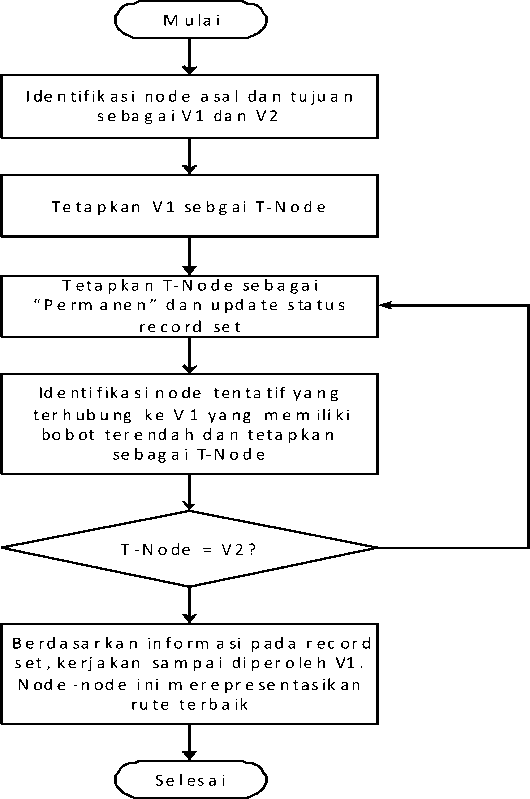 Mulai
Identifikasi node asal dan tujuan
sebagai V1 dan V2
Tetapkan V1 sebgai T-Node
Tetapkan T-Node sebagai
“Permanen” dan update status
record set
Identifikasi node tentatif yang
terhubung ke V1 yang memiliki
bobot terendah dan tetapkan
sebagai T-Node
T-Node = V2?
Berdasarkan informasi pada record
set, kerjakan sampai diperoleh V1.
Node-node ini merepresentasikan
rute terbaik
Selesai